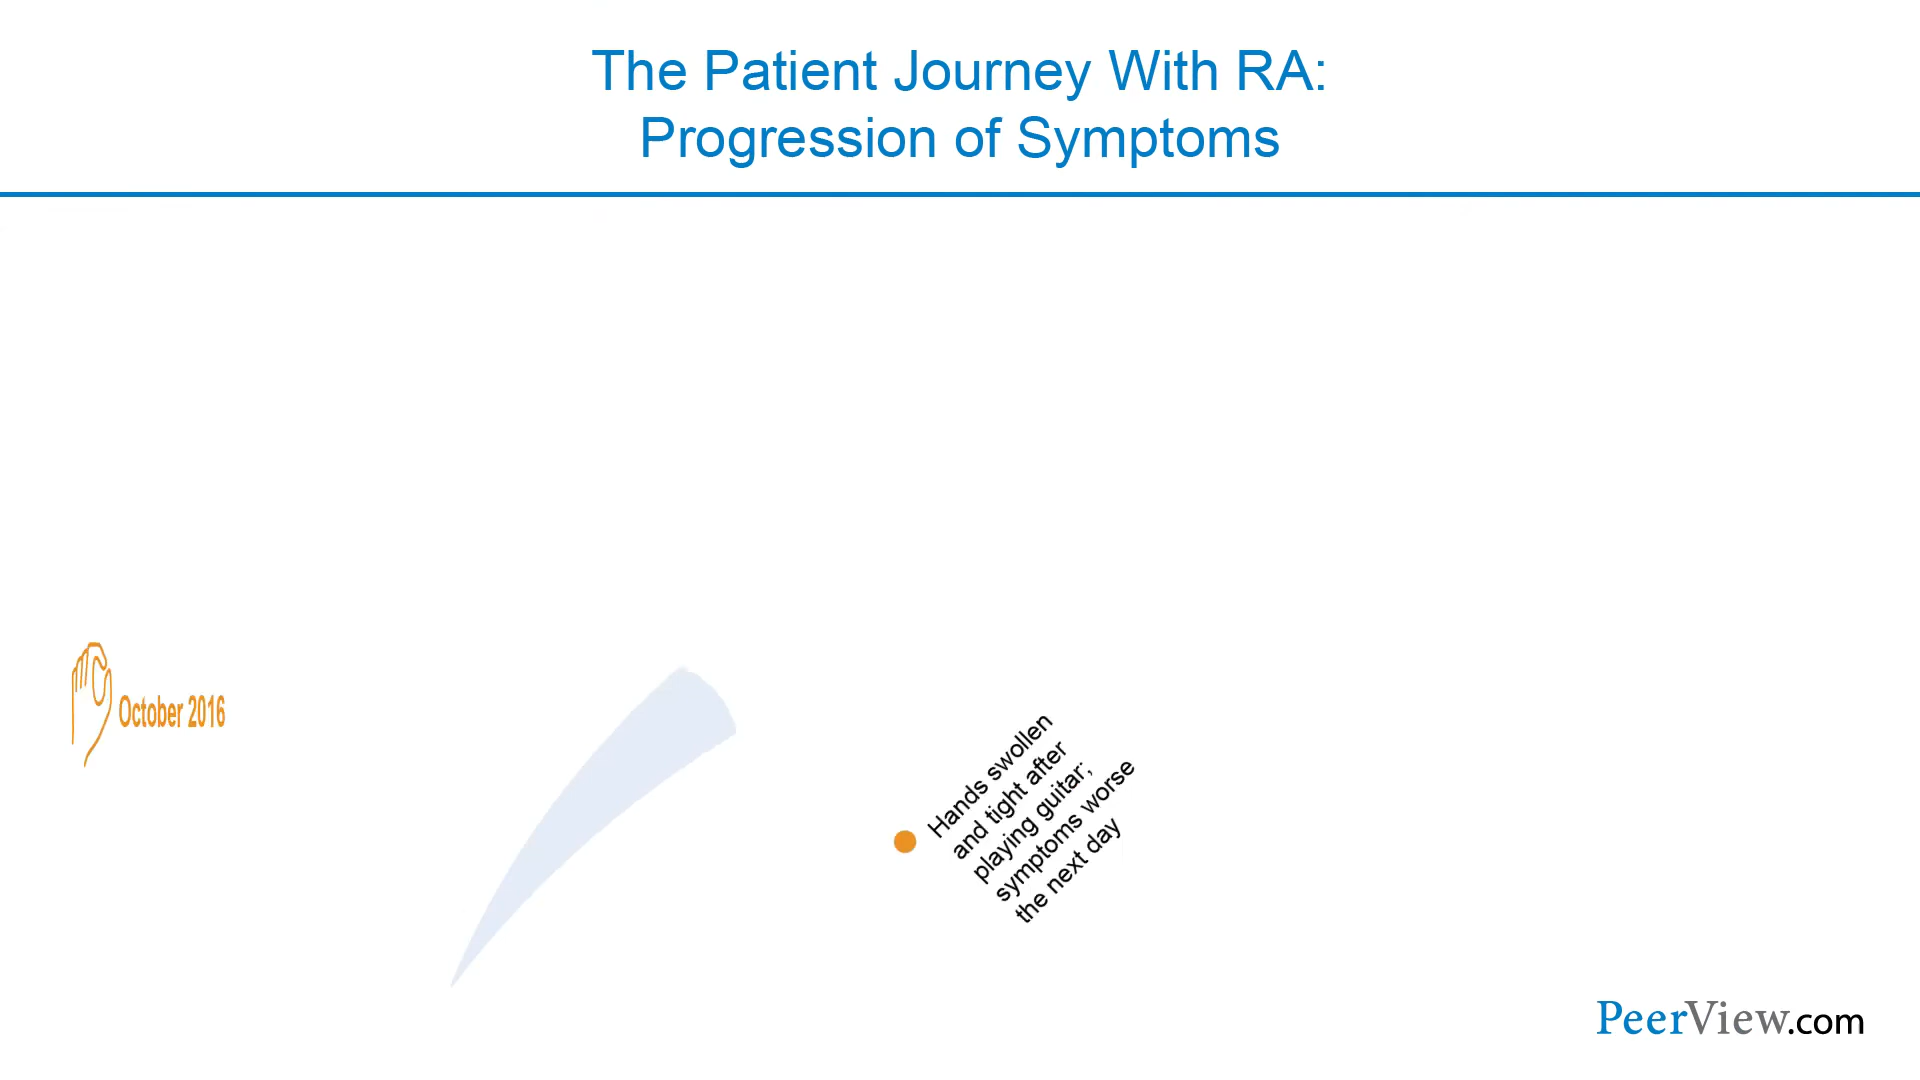 The Patient Journey With RA:
Progression of Symptoms
October 2016
Hands swollen
and tight after
playing guitar;
symptoms worse
the next day
PeerView.com